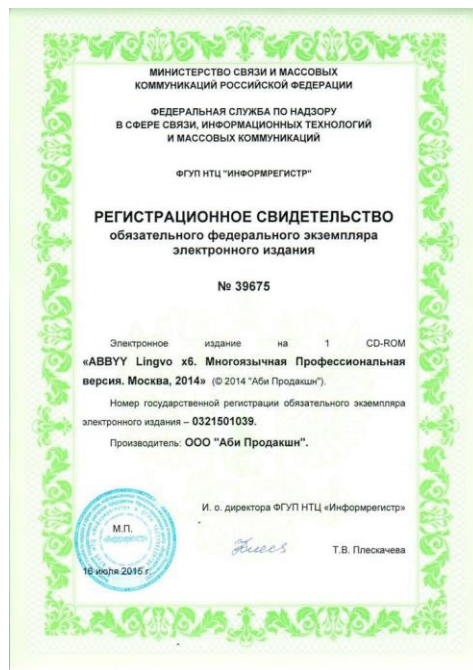 МИНИСТЕРСТВО СВЯЗИ И МАССОВЫХ
КОММУНИКАЦИЙ РОССИЙСКОЙ ФЕДЕРАЦИИ
ФЕДЕРАЛЬНАЯ СЛУЖБА ПО НАДЗОРУ
В СФЕРЕ СВЯЗИ, ИНФОРМАЦИОННЫХ ТЕХНОЛОГИЙ
И МАССОВЫХ КОММУНИКАЦИЙ
ФГУП НТЦ "ИНФОРМРЕГИСТР"
РЕГИСТРАЦИОННОЕ СВИДЕТЕЛЬСТВО
обязательного федерального экземпляра
электронного издания
№ 39675
Электронное издание на 1 CD-ROM
«ABBYY Lingvo x6. Многоязычная Профессиональная
версия. Москва, 2014» (© 2014 "Аби Продакшн").
Номер государственной регистрации обязательного экземпляра
электронного издания – 0321501039.
Производитель: ООО "Аби Продакшн".
И. о. директора ФГУП НТЦ «Информрегистр»
М.П.
Т.В. Плескачева
16 июля 2015 г.